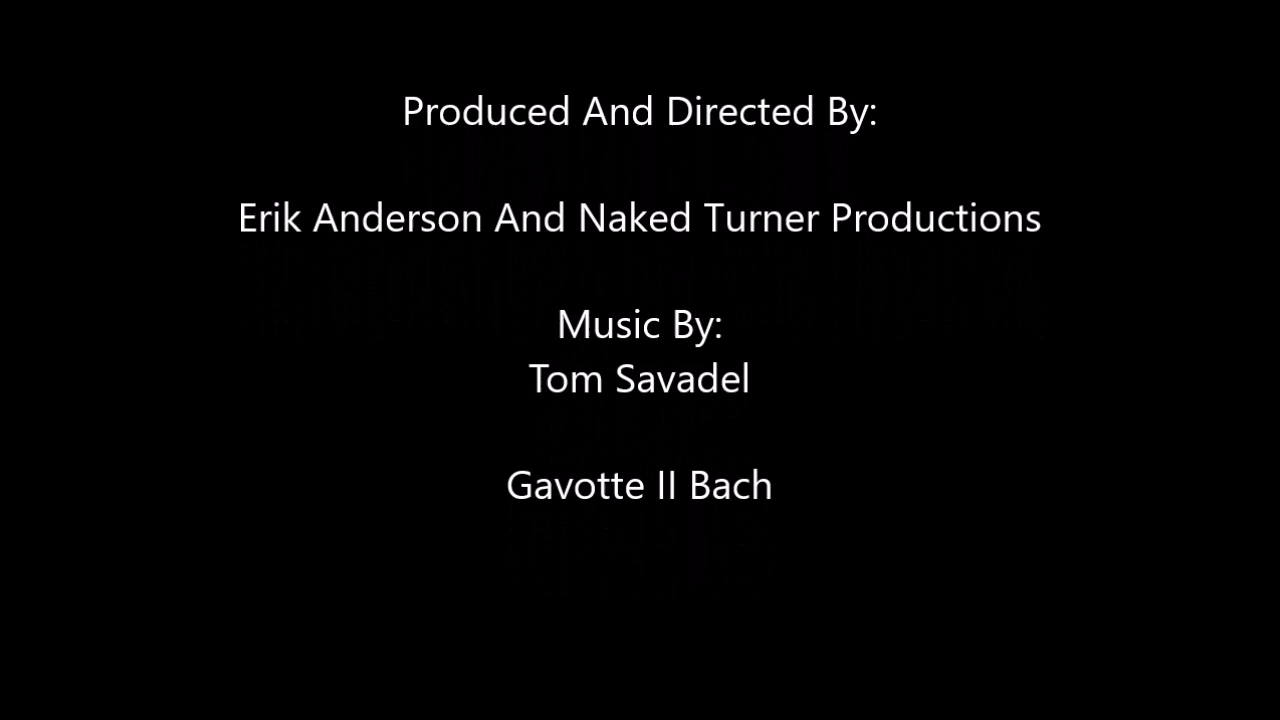 Produced And Directed By:
Erik Anderson And Naked Turner Productions
Music By:
Tom Savadel
Gavotte II Bach